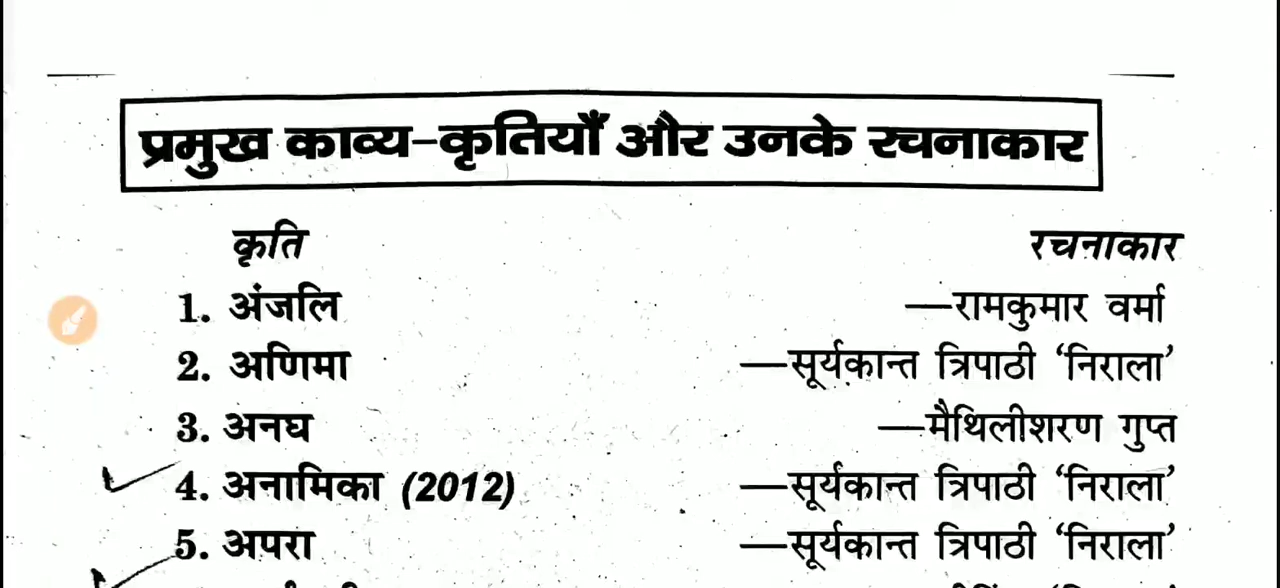 प्रमुख काव्य-कृतियाँ और उनके रचनाकार
कृति रचनाकार
1. अंजलि —रामकुमार वर्मा
2. अणिमा —सूर्यकान्त त्रिपाठी ‘निराला’
3. अनघ —मैथिलीशरण गुप्त
4. अनामिका (2012) —सूर्यकान्त त्रिपाठी ‘निराला’
5. अपरा —सूर्यकान्त त्रिपाठी ‘निराला’